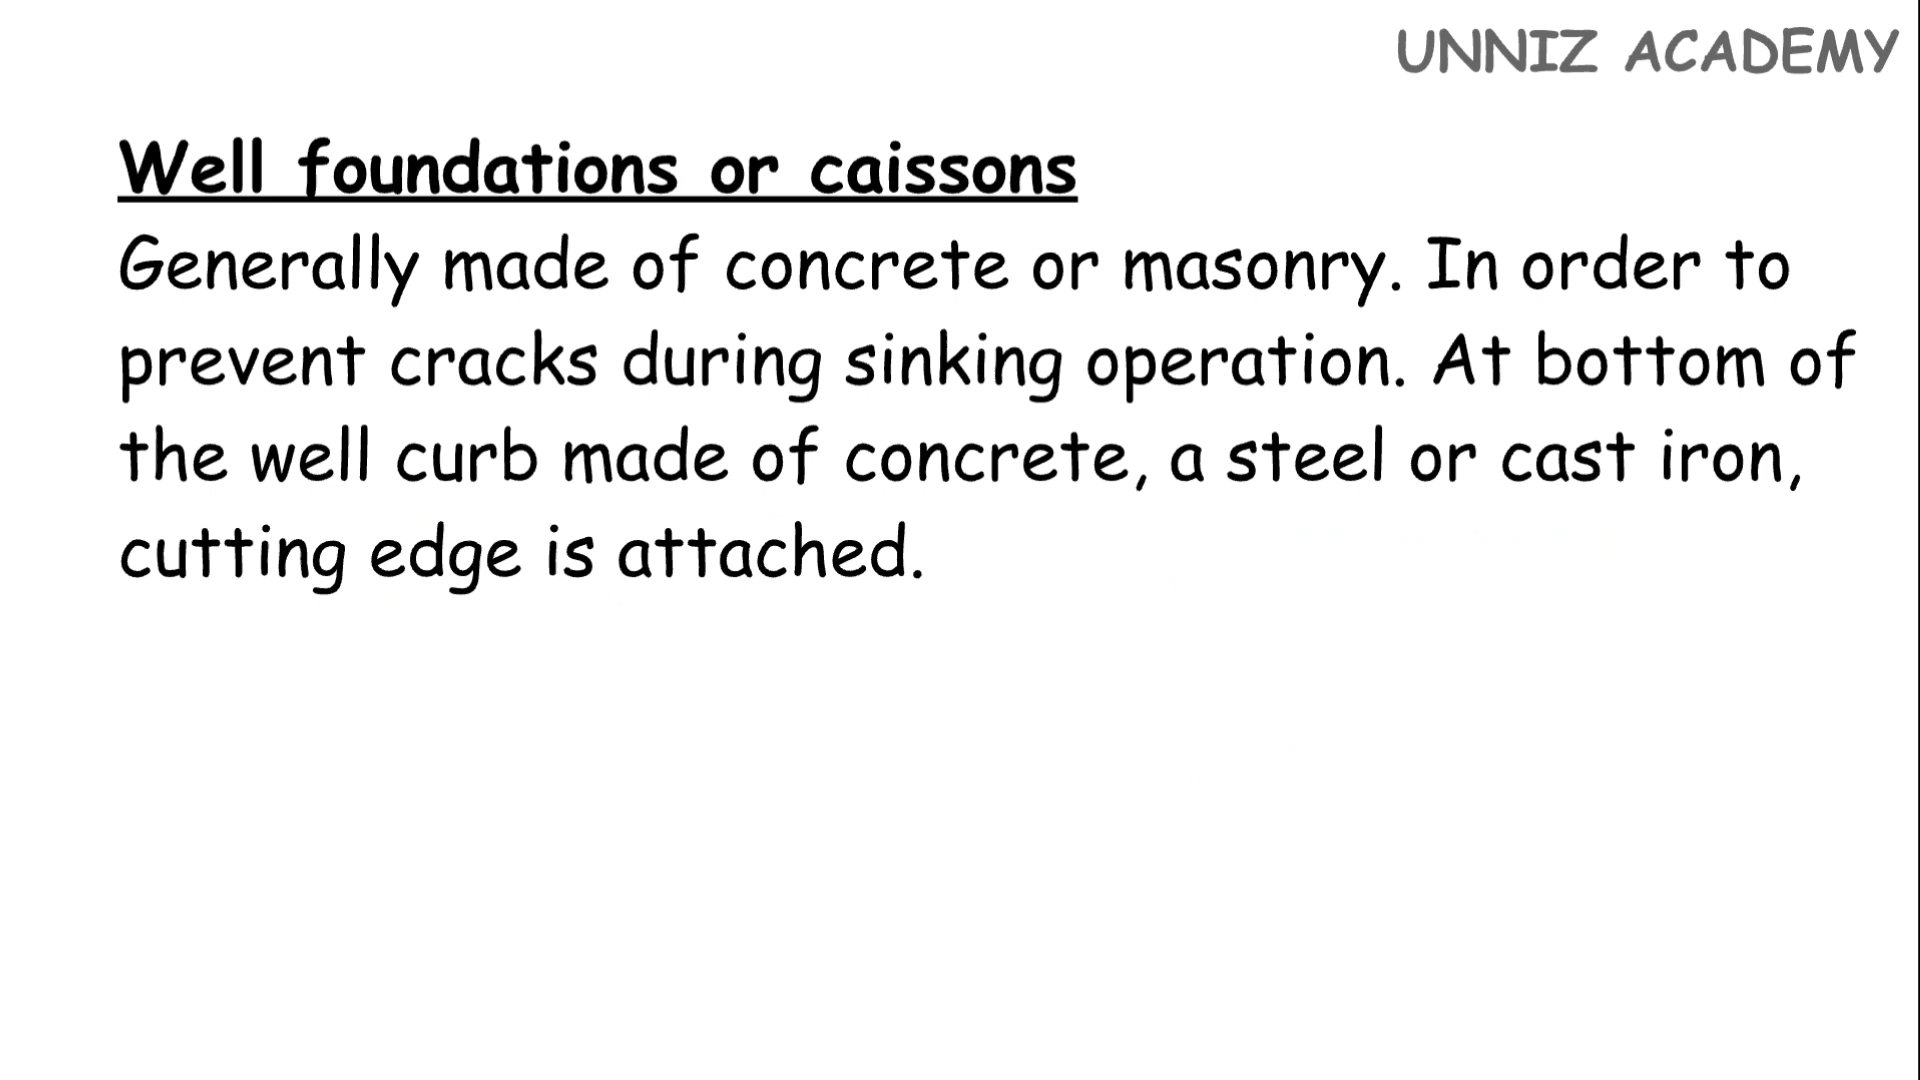 UNNIZ ACADEMY
Well foundations or caissons
Generally made of concrete or masonry. In order to
prevent cracks during sinking operation. At bottom of
the well curb made of concrete, a steel or cast iron,
cutting edge is attached.